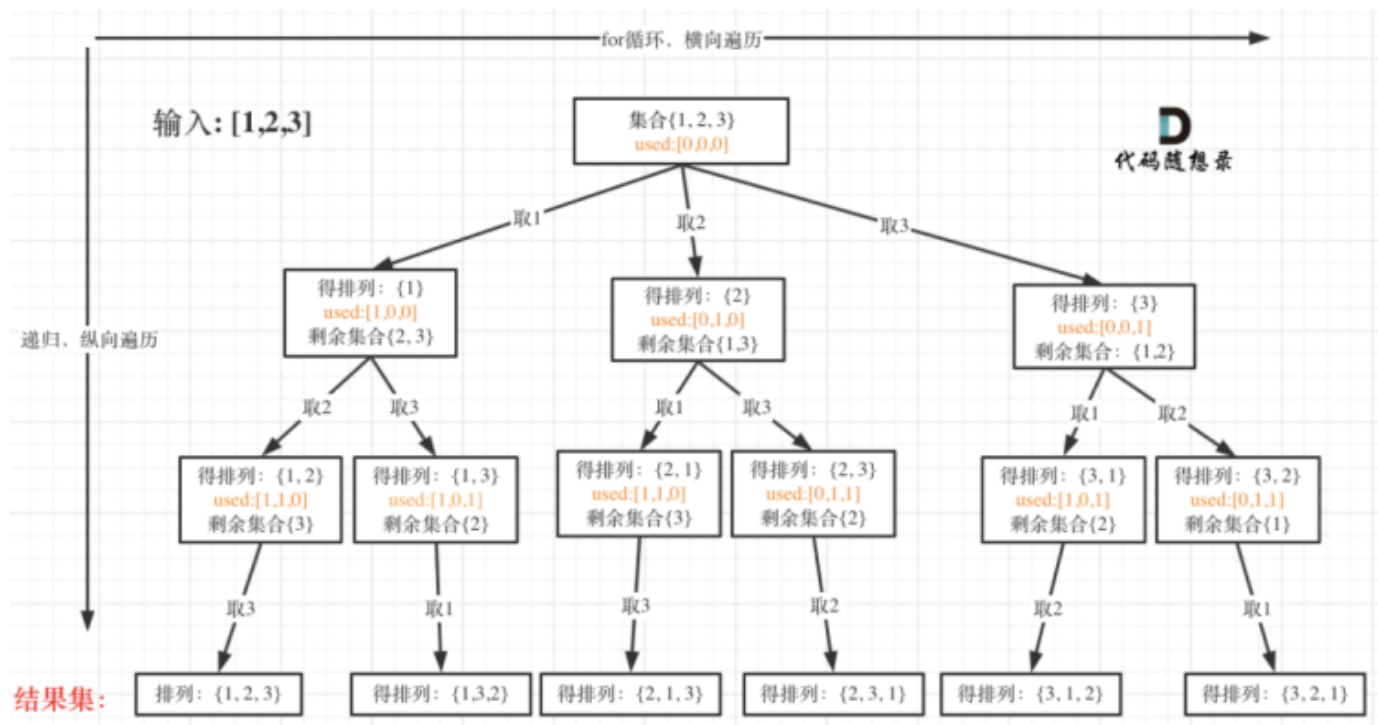 for循环，横向遍历
输入: [1,2,3]
集合{1, 2, 3}
used:[0,0,0]
代码随想录
取1
取2
取3
得排列：{1}
used:[1,0,0]
剩余集合{2, 3}
得排列：{2}
used:[0,1,0]
剩余集合{1,3}
得排列：{3}
used:[0,0,1]
剩余集合：{1,2}
递归，纵向遍历
取2
取3
取1
取3
取1
取2
得排列：{1, 2}
used:[1,1,0]
剩余集合{3}
得排列：{1, 3}
used:[1,0,1]
剩余集合{2}
得排列：{2, 1}
used:[1,1,0]
剩余集合{3}
得排列：{2, 3}
used:[0,1,1]
剩余集合{2}
得排列：{3, 1}
used:[1,0,1]
剩余集合{2}
得排列：{3, 2}
used:[0,1,1]
剩余集合{1}
取3
取1
取3
取2
取2
取1
结果集：
排列：{1, 2, 3}
得排列：{1,3,2}
得排列：{2, 1, 3}
得排列：{2, 3, 1}
得排列：{3, 1, 2}
得排列：{3, 2, 1}